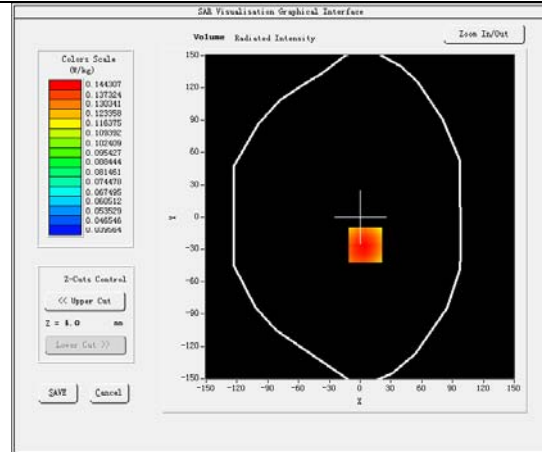 SAR Visualisation Graphical Interface
Volume Radiated Intensity
Zoom In/Out
Colors Scale
(W/kg)
0.144307
0.137324
0.130341
0.123358
0.116375
0.109392
0.102409
0.095427
0.088444
0.081461
0.074478
0.067495
0.060512
0.053529
0.046546
0.039564
Z-Cuts Control
<< Upper Cut
Z = 4.0 mm
Lower Cut >>
SAVE Cancel
150
120
90
60
30
0
-30
-60
-90
-120
-150
Y
-150 -120 -90 -60 -30 0 30 60 90 120 150
X